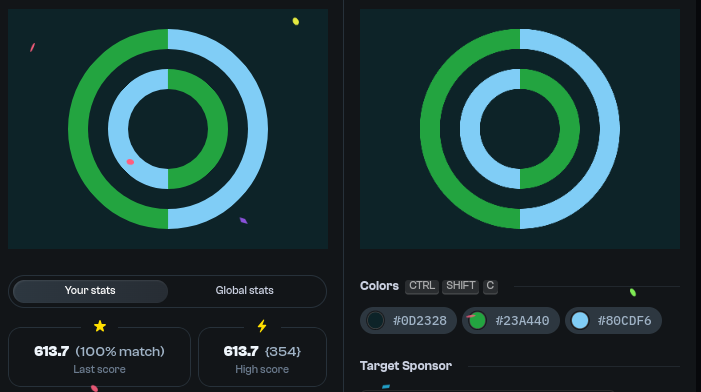 Your stats
Global stats
613.7 (100% match)
Last score
613.7 {354}
High score
Colors CTRL SHIFT C
#0D2328
#23A440
#80CDF6
Target Sponsor